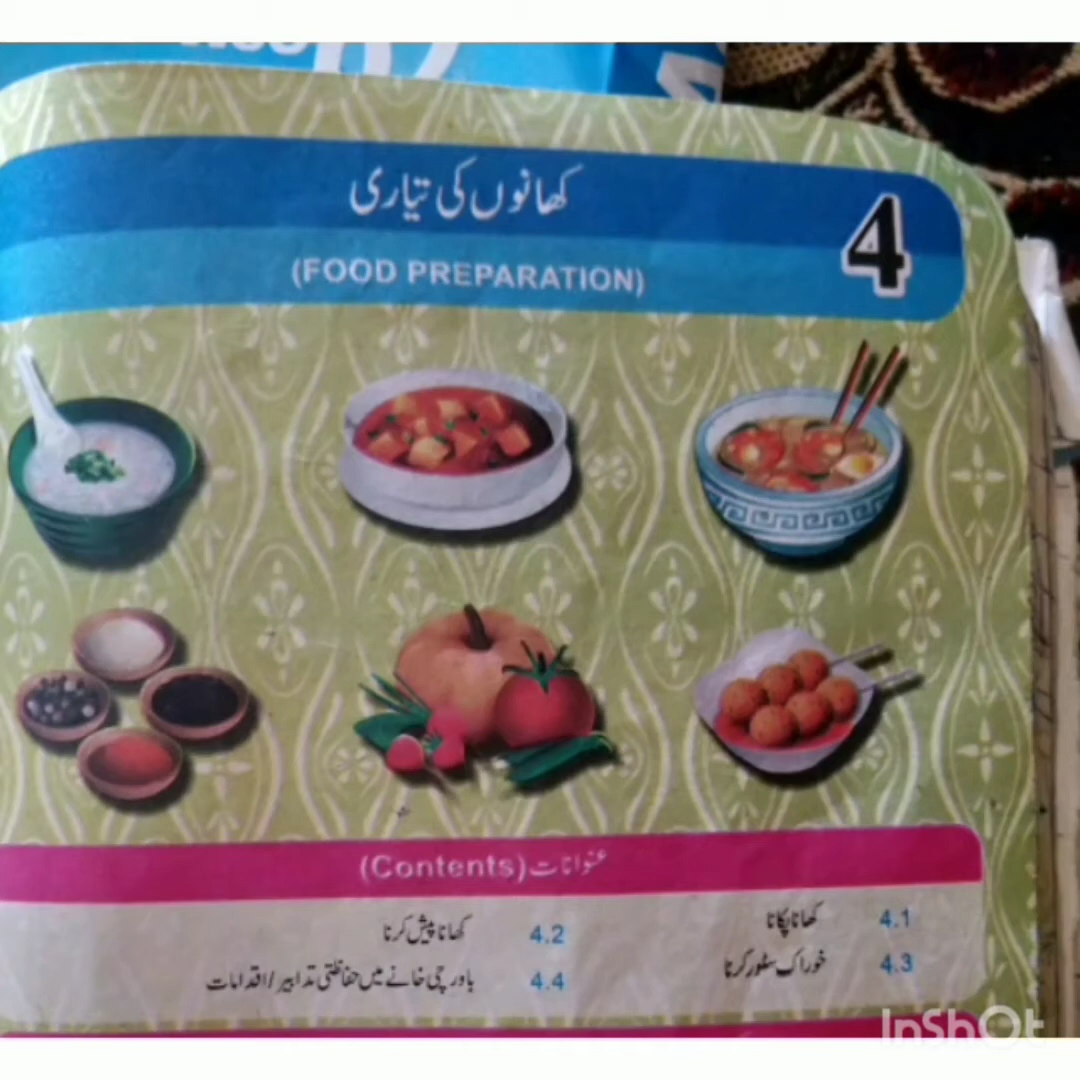 کھانوں کی تیاری
4
(FOOD PREPARATION)
عنوانات (Contents)
4.1 کھانا پکانا
4.2 کھانا پیش کرنا
4.3 خوراک سٹور کرنا
4.4 باورچی خانے میں حفاظتی تدابیر/اقدامات
InShOt